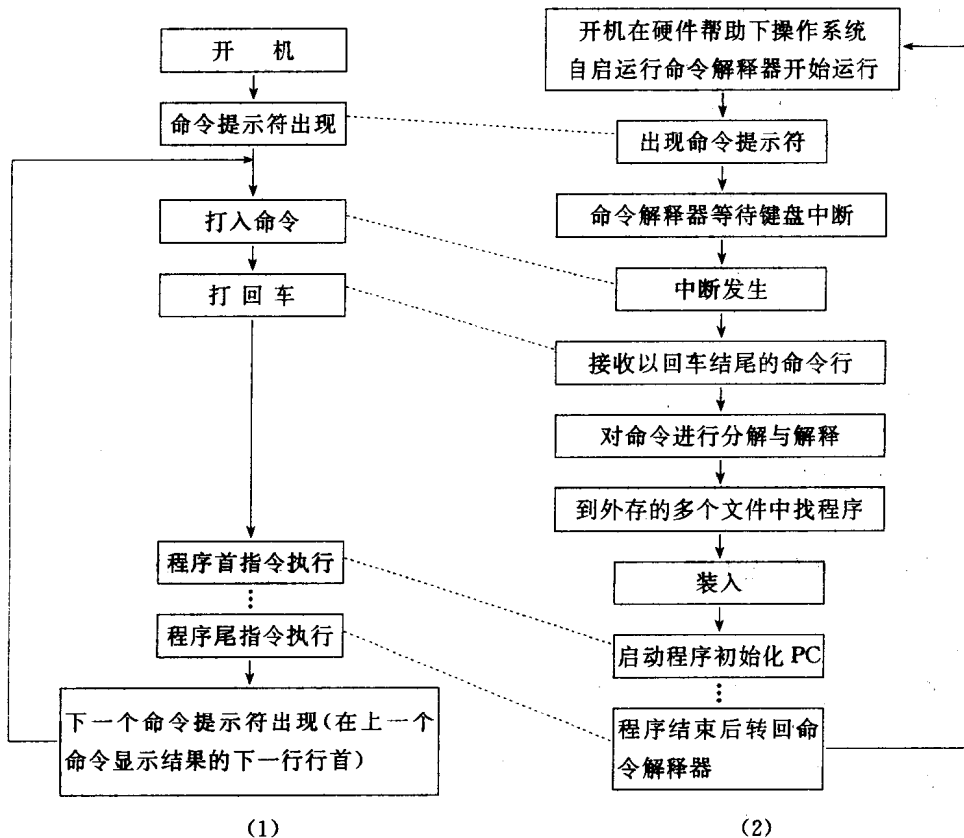 开 机
命令提示符出现
打入命令
打回车
程序首指令执行
程序尾指令执行
下一个命令提示符出现(在上一个
命令显示结果的下一行行首)
(1)
开机在硬件帮助下操作系统
自启运行命令解释器开始运行
出现命令提示符
命令解释器等待键盘中断
中断发生
接收以回车结尾的命令行
对命令进行分解与解释
到外存的多个文件中找程序
装入
启动程序初始化 PC
程序结束后转回命
令解释器
(2)